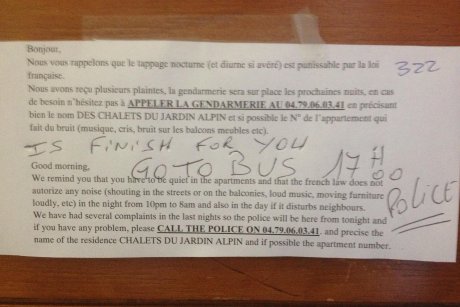 Bonjour,
Nous vous rappelons que le tappage nocturne (et diurne si avéré) est punissable par la loi
française.
322
Nous avons reçu plusieurs plaintes, la gendarmerie sera sur place les prochaines nuits, en cas
de besoin n'hésitez pas à APPELER LA GENDARMERIE AU 04.79.06.03.41 en précisant
bien le nom DES CHALETS DU JARDIN ALPIN et si possible le N° de l'appartement qui
fait du bruit (musique, cris, bruit sur les balcons meubles etc).
IS FINISH FOR YOU
GO TO BUS 17H00
Good morning,
We remind you that you have to be quiet in the apartments and that the french law does not
autorize any noise (shouting in the streets or on the balconies, loud music, moving furniture
loudly, etc) in the night from 10pm to 8am and also in the day if it disturbs neighbours.
POLICE
We have had several complaints in the last nights so the police will be here from tonight and
if you have any problem, please CALL THE POLICE ON 04.79.06.03.41. and precise the
name of the residence CHALETS DU JARDIN ALPIN and if possible the apartment number.